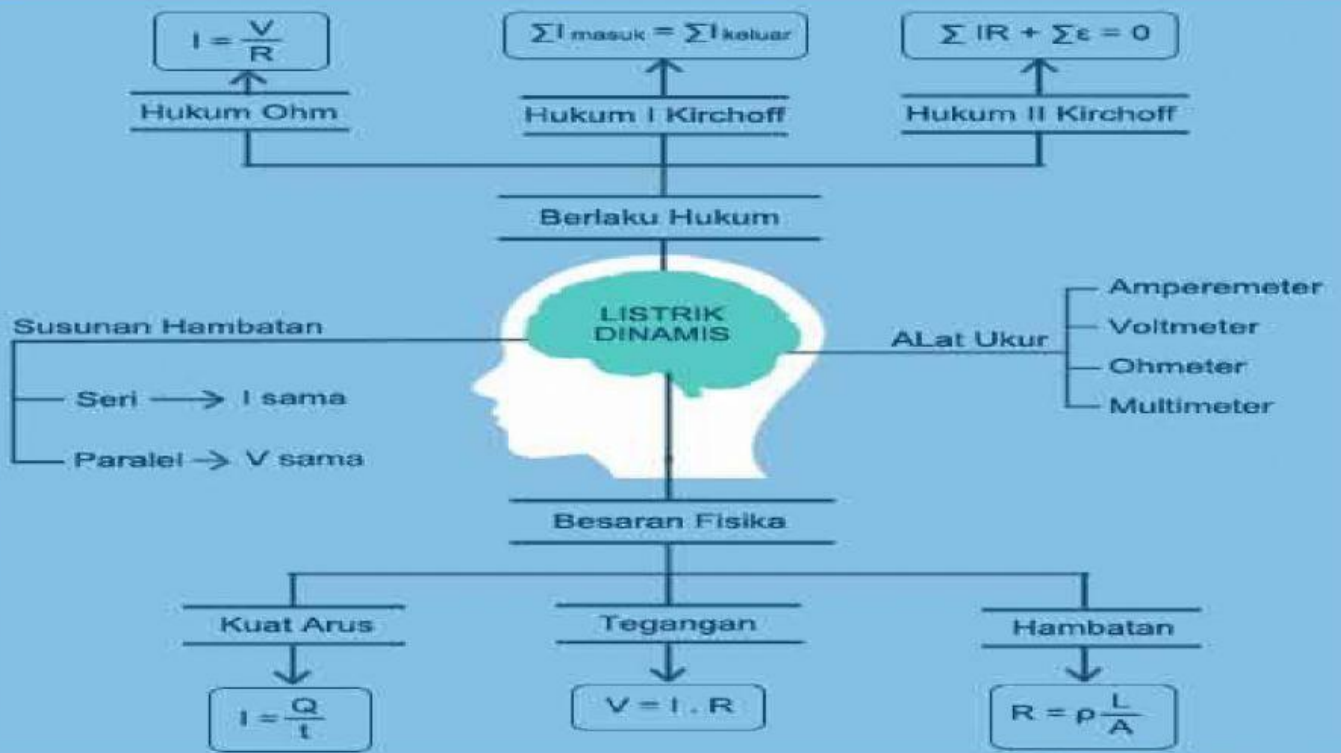 I = V/R
∑I masuk = ∑I keluar
∑ IR + ∑ε = 0
Hukum Ohm
Hukum I Kirchoff
Hukum II Kirchoff
Berlaku Hukum
LISTRIK
DINAMIS
Susunan Hambatan
Seri → I sama
Paralel → V sama
ALat Ukur
Amperemeter
Voltmeter
Ohmeter
Multimeter
Besaran Fisika
Kuat Arus
Tegangan
Hambatan
I = Q/t
V = I . R
R = ρ L/A